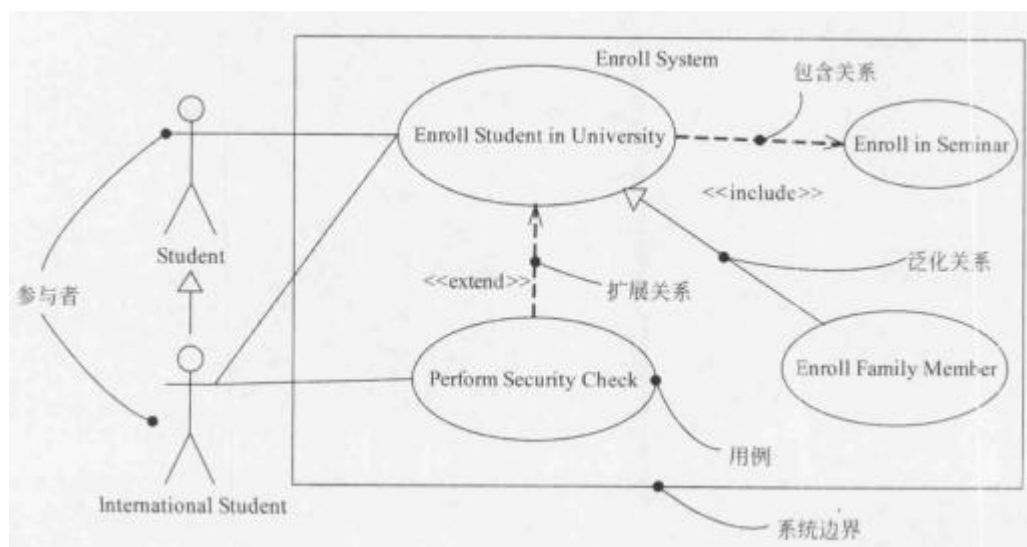 Enroll System
包含关系
Enroll Student in University
Enroll in Seminar
<<include>>
Student
泛化关系
<<extend>>
扩展关系
参与者
Perform Security Check
Enroll Family Member
用例
International Student
系统边界